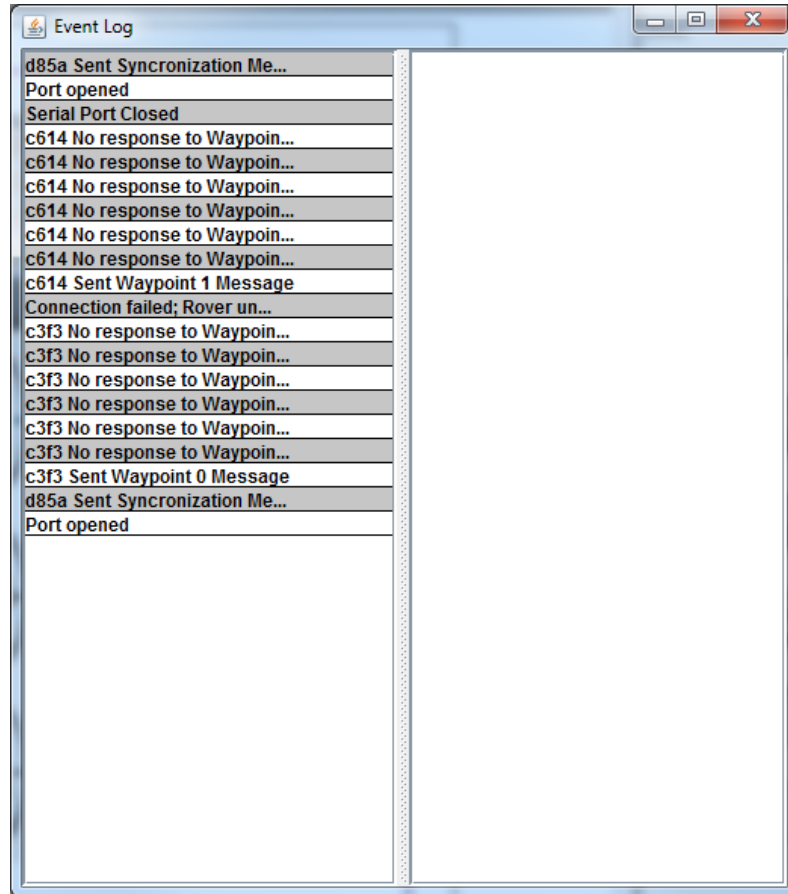 Event Log
d85a Sent Syncronization Me...
Port opened
Serial Port Closed
c614 No response to Waypoin...
c614 No response to Waypoin...
c614 No response to Waypoin...
c614 No response to Waypoin...
c614 No response to Waypoin...
c614 No response to Waypoin...
c614 Sent Waypoint 1 Message
Connection failed; Rover un...
c3f3 No response to Waypoin...
c3f3 No response to Waypoin...
c3f3 No response to Waypoin...
c3f3 No response to Waypoin...
c3f3 No response to Waypoin...
c3f3 No response to Waypoin...
c3f3 Sent Waypoint 0 Message
d85a Sent Syncronization Me...
Port opened